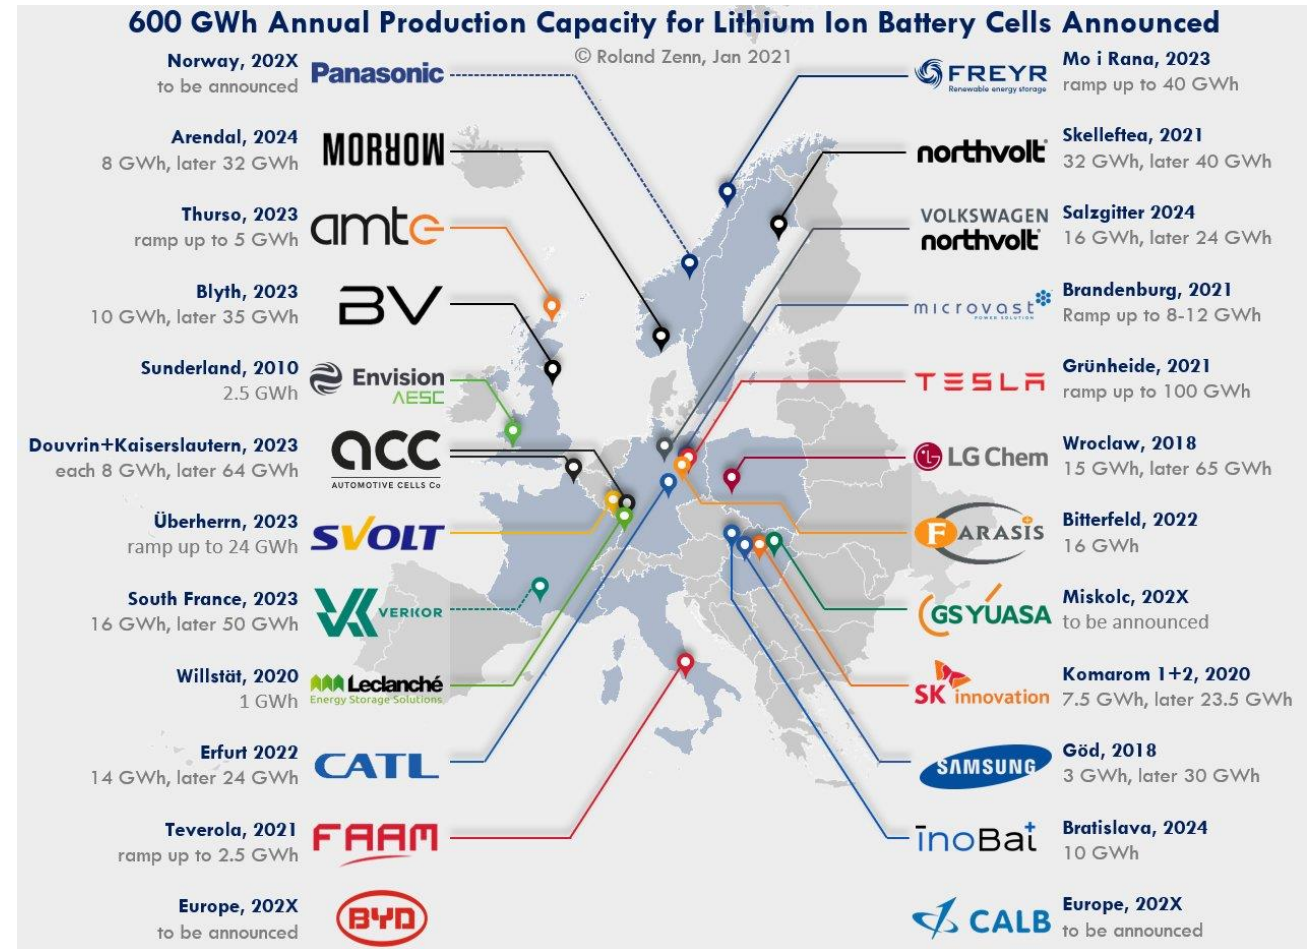 600 GWh Annual Production Capacity for Lithium Ion Battery Cells Announced
© Roland Zenn, Jan 2021
Norway, 202X
to be announced
Panasonic
Arendal, 2024
8 GWh, later 32 GWh
MORROW
Thurso, 2023
ramp up to 5 GWh
amte
Blyth, 2023
10 GWh, later 35 GWh
BV
Sunderland, 2010
2.5 GWh
Envision
AESC
Douvrin+Kaiserslautern, 2023
each 8 GWh, later 64 GWh
acc
AUTOMOTIVE CELLS Co
Überherrn, 2023
ramp up to 24 GWh
SVOLT
South France, 2023
16 GWh, later 50 GWh
VERKOR
Willstät, 2020
1 GWh
Leclanché
Energy Storage Solutions
Erfurt 2022
14 GWh, later 24 GWh
CATL
Teverola, 2021
ramp up to 2.5 GWh
FAAM
Europe, 202X
to be announced
BYD
FREYR
Renewable energy storage
Mo i Rana, 2023
ramp up to 40 GWh
northvolt
Skelleftea, 2021
32 GWh, later 40 GWh
VOLKSWAGEN
northvolt
Salzgitter 2024
16 GWh, later 24 GWh
microvast
POWER SOLUTION
Brandenburg, 2021
Ramp up to 8-12 GWh
TESLA
Grünheide, 2021
ramp up to 100 GWh
LG Chem
Wroclaw, 2018
15 GWh, later 65 GWh
FARASIS
Bitterfeld, 2022
16 GWh
GS YUASA
Miskolc, 202X
to be announced
SK innovation
Komarom 1+2, 2020
7.5 GWh, later 23.5 GWh
SAMSUNG
Göd, 2018
3 GWh, later 30 GWh
inoBat
Bratislava, 2024
10 GWh
CALB
Europe, 202X
to be announced